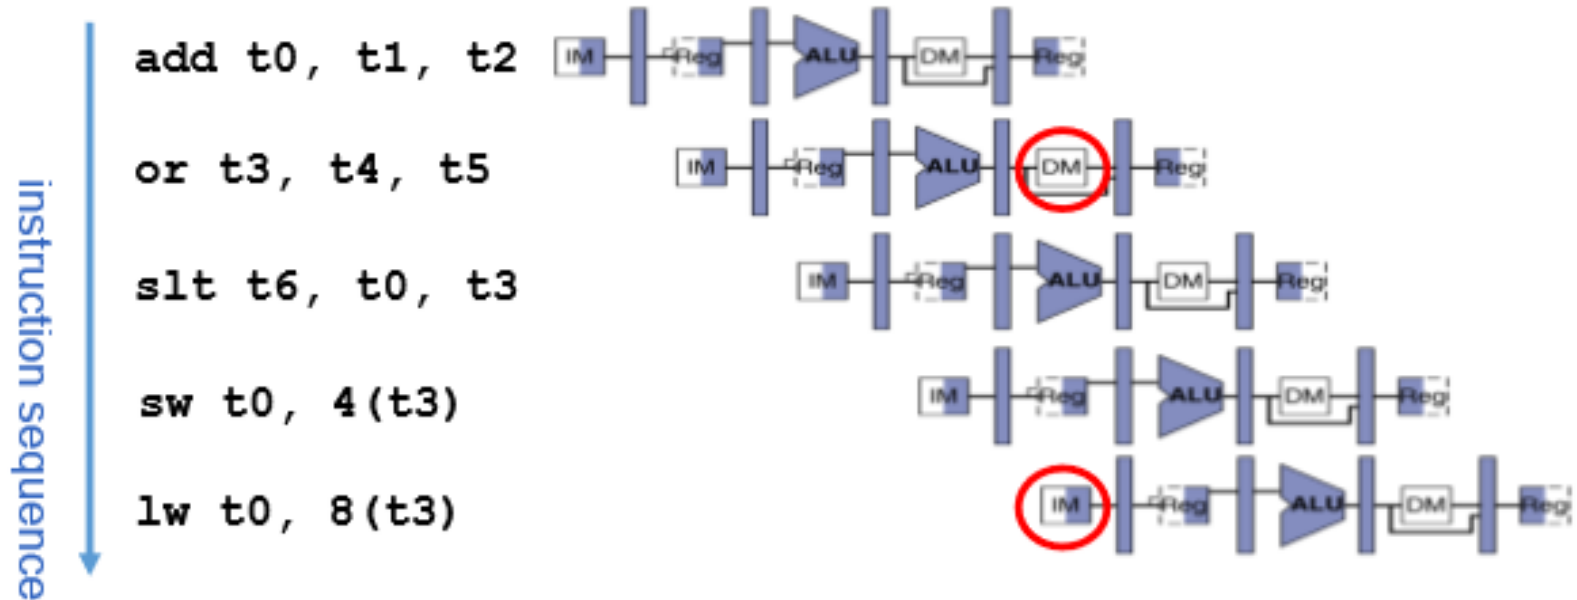 instruction sequence
add t0, t1, t2 IM Reg ALU DM Reg
or t3, t4, t5 IM Reg ALU DM Reg
slt t6, t0, t3 IM Reg ALU DM Reg
sw t0, 4(t3) IM Reg ALU DM Reg
lw t0, 8(t3) IM Reg ALU DM Reg